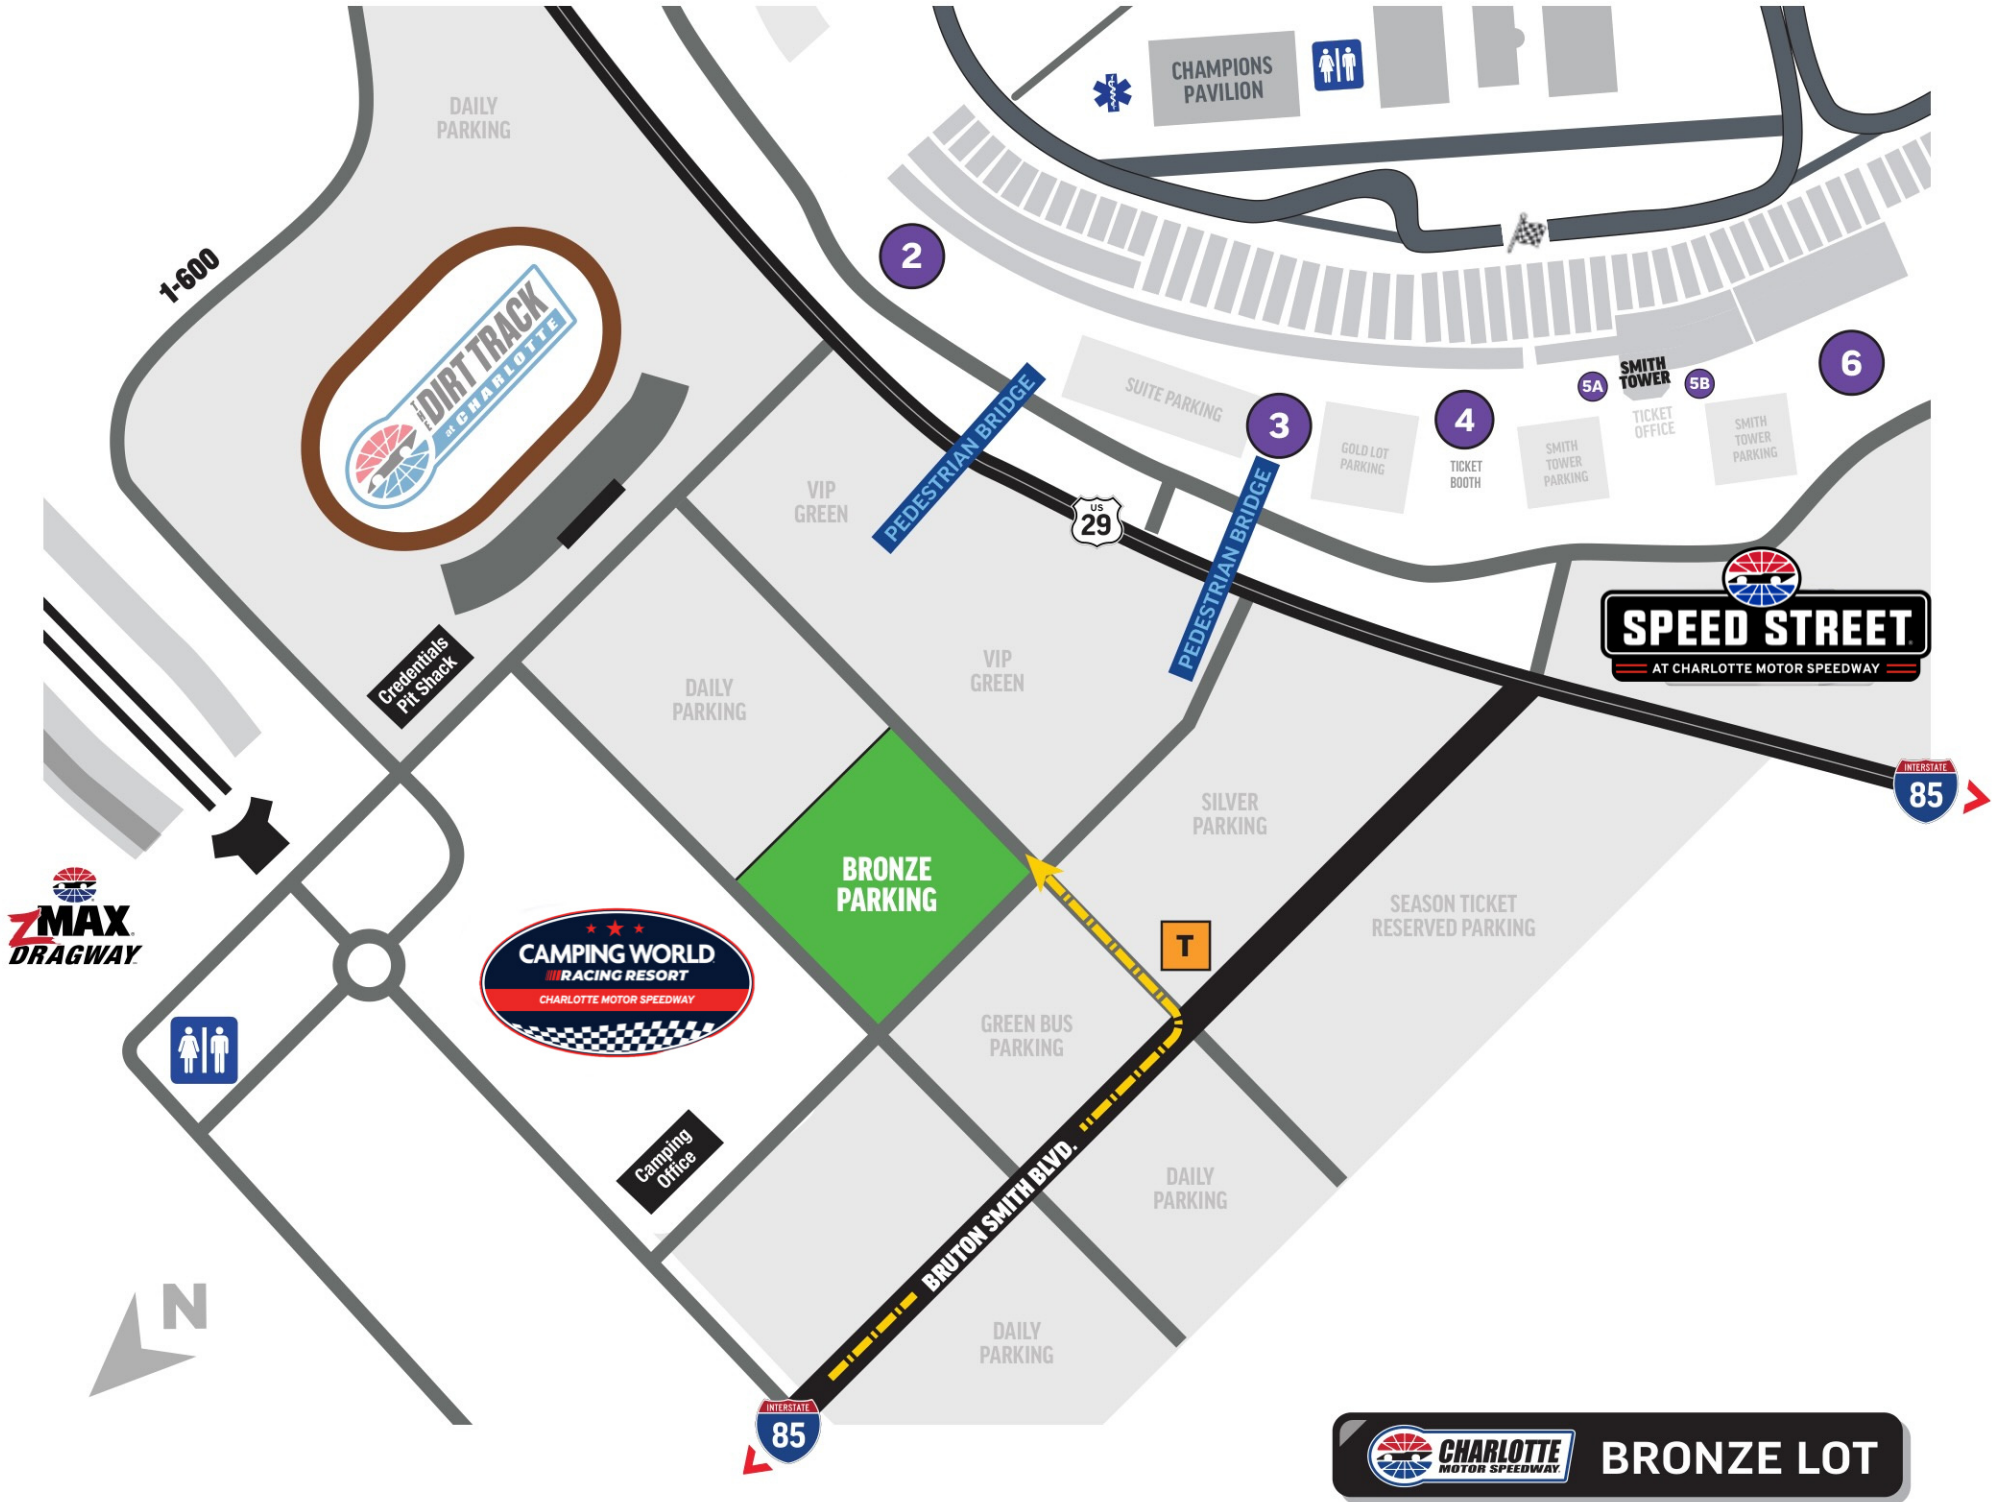 CHAMPIONS
PAVILION
DAILY
PARKING
2
1-600
THE DIRT TRACK
at CHARLOTTE
PEDESTRIAN BRIDGE
SUITE PARKING
3
GOLD LOT
PARKING
4
TICKET
BOOTH
5A
SMITH
TOWER
5B
TICKET
OFFICE
6
SMITH
TOWER
PARKING
SMITH
TOWER
PARKING
VIP
GREEN
US
29
PEDESTRIAN BRIDGE
SPEED STREET
AT CHARLOTTE MOTOR SPEEDWAY
Credentials
Pit Shack
DAILY
PARKING
VIP
GREEN
INTERSTATE
85
SILVER
PARKING
BRONZE
PARKING
SEASON TICKET
RESERVED PARKING
ZMAX
DRAGWAY
CAMPING WORLD
RACING RESORT
CHARLOTTE MOTOR SPEEDWAY
T
GREEN BUS
PARKING
Camping
Office
BRUTON SMITH BLVD.
DAILY
PARKING
N
DAILY
PARKING
INTERSTATE
85
CHARLOTTE
MOTOR SPEEDWAY
BRONZE LOT